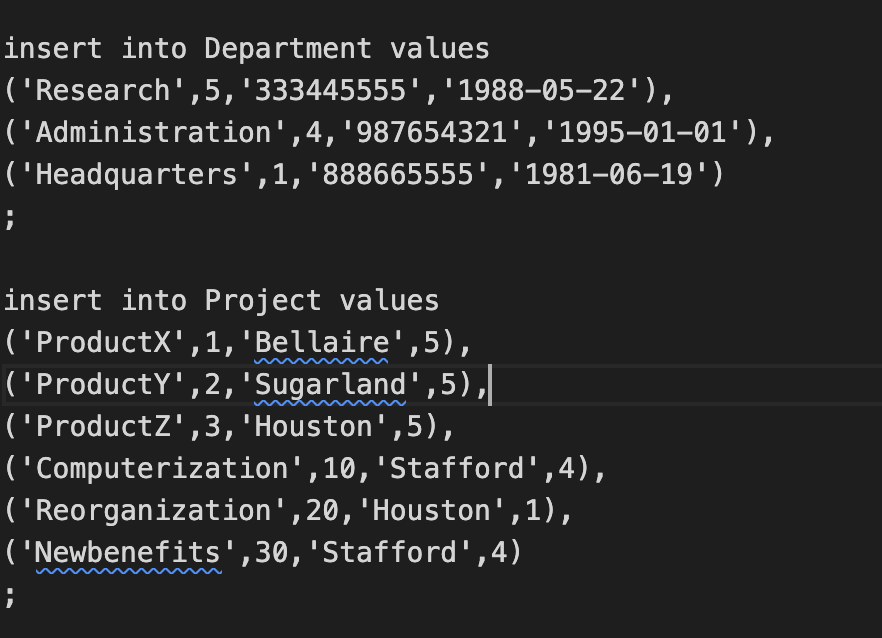 insert into Department values
('Research',5,'333445555','1988-05-22'),
('Administration',4,'987654321','1995-01-01'),
('Headquarters',1,'888665555','1981-06-19')
;
insert into Project values
('ProductX',1,'Bellaire',5),
('ProductY',2,'Sugarland',5),
('ProductZ',3,'Houston',5),
('Computerization',10,'Stafford',4),
('Reorganization',20,'Houston',1),
('Newbenefits',30,'Stafford',4)
;